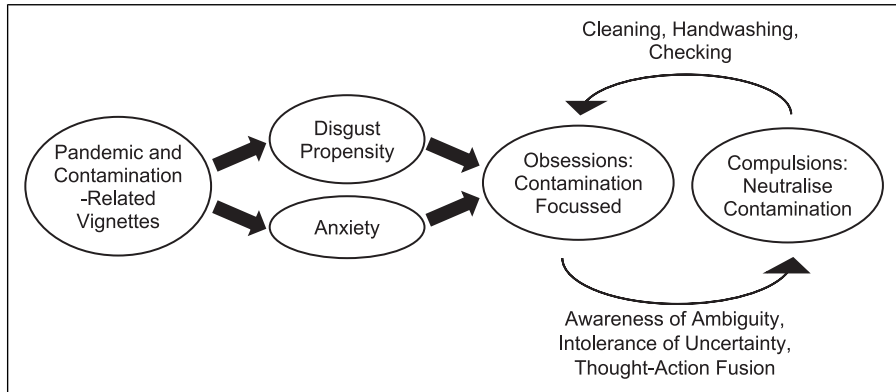 Cleaning, Handwashing,
Checking
Pandemic and
Contamination
-Related
Vignettes
Disgust
Propensity
Anxiety
Obsessions:
Contamination
Focussed
Compulsions:
Neutralise
Contamination
Awareness of Ambiguity,
Intolerance of Uncertainty,
Thought-Action Fusion